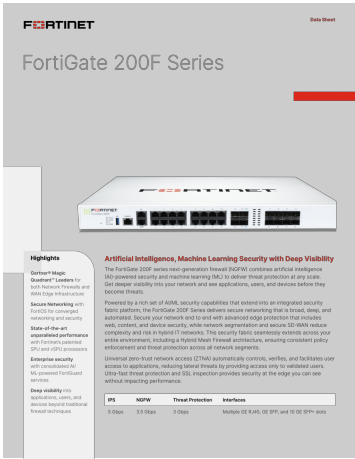 FORTINET
Data Sheet
FortiGate 200F Series
FORTINET
Highlights
Gartner® Magic
Quadrant™ Leaders for
both Network Firewalls and
WAN Edge Infrastructure
Secure Networking with
FortiOS for converged
networking and security
State-of-the-art
unparalleled performance
with Fortinet's patented
SPU and vSPU processors
Enterprise security
with consolidated AI/
ML-powered FortiGuard
services
Deep visibility into
applications, users,
and devices beyond traditional
firewall techniques
Artificial Intelligence, Machine Learning Security with Deep Visibility
The FortiGate 200F series next-generation firewall (NGFW) combines artificial intelligence
(AI)-powered security and machine learning (ML) to deliver threat protection at any scale.
Get deeper visibility into your network and see applications, users, and devices before they
become threats.
Powered by a rich set of AI/ML security capabilities that extend into an integrated security
fabric platform, the FortiGate 200F Series delivers secure networking that is broad, deep, and
automated. Secure your network end to end with advanced edge protection that includes
web, content, and device security, while network segmentation and secure SD-WAN reduce
complexity and risk in hybrid IT networks. This security fabric seamlessly extends across your
entire environment, including a Hybrid Mesh Firewall architecture, ensuring consistent policy
enforcement and threat protection across all network segments.
Universal zero-trust network access (ZTNA) automatically controls, verifies, and facilitates user
access to applications, reducing lateral threats by providing access only to validated users.
Ultra-fast threat protection and SSL inspection provides security at the edge you can see
without impacting performance.
IPS NGFW Threat Protection Interfaces
5 Gbps 3.5 Gbps 3 Gbps Multiple GE RJ45, GE SFP, and 10 GE SFP+ slots